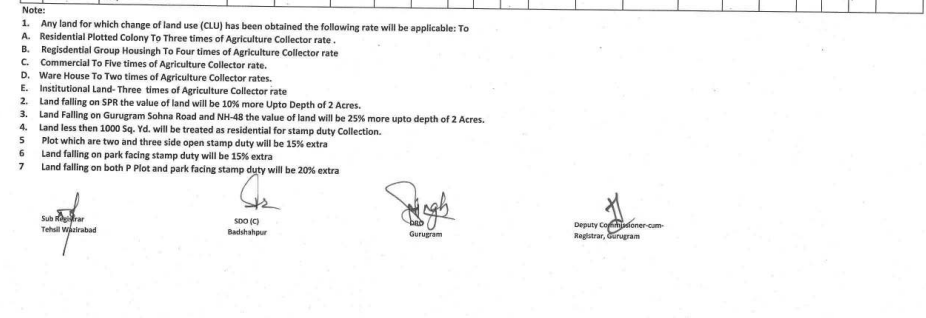 Note:
1. Any land for which change of land use (CLU) has been obtained the following rate will be applicable: To
A. Residential Plotted Colony To Three times of Agriculture Collector rate .
B. Regisdential Group Housingh To Four times of Agriculture Collector rate
C. Commercial To Five times of Agriculture Collector rate.
D. Ware House To Two times of Agriculture Collector rates.
E. Institutional Land- Three times of Agriculture Collector rate
2. Land falling on SPR the value of land will be 10% more Upto Depth of 2 Acres.
3. Land Falling on Gurugram Sohna Road and NH-48 the value of land will be 25% more upto depth of 2 Acres.
4. Land less then 1000 Sq. Yd. will be treated as residential for stamp duty Collection.
5 Plot which are two and three side open stamp duty will be 15% extra
6 Land falling on park facing stamp duty will be 15% extra
7 Land falling on both P Plot and park facing stamp duty will be 20% extra
Sub Registrar SDO (C) DRO Deputy Commissioner-cum-
Tehsil Wazirabad Badshahpur Gurugram Registrar, Gurugram